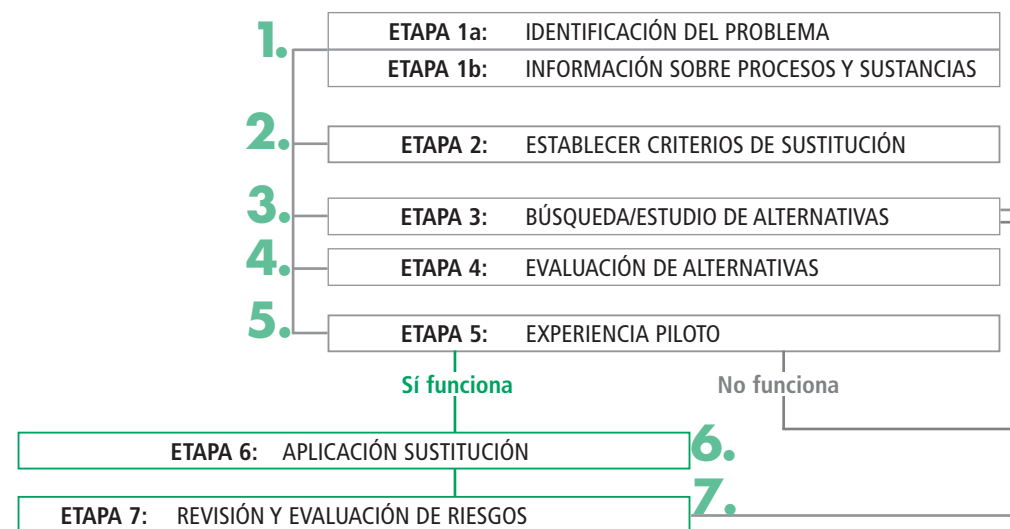 1.
ETAPA 1a: IDENTIFICACIÓN DEL PROBLEMA
ETAPA 1b: INFORMACIÓN SOBRE PROCESOS Y SUSTANCIAS
2.
ETAPA 2: ESTABLECER CRITERIOS DE SUSTITUCIÓN
3.
ETAPA 3: BÚSQUEDA/ESTUDIO DE ALTERNATIVAS
4.
ETAPA 4: EVALUACIÓN DE ALTERNATIVAS
5.
ETAPA 5: EXPERIENCIA PILOTO
Sí funciona
No funciona
ETAPA 6: APLICACIÓN SUSTITUCIÓN
6.
ETAPA 7: REVISIÓN Y EVALUACIÓN DE RIESGOS
7.